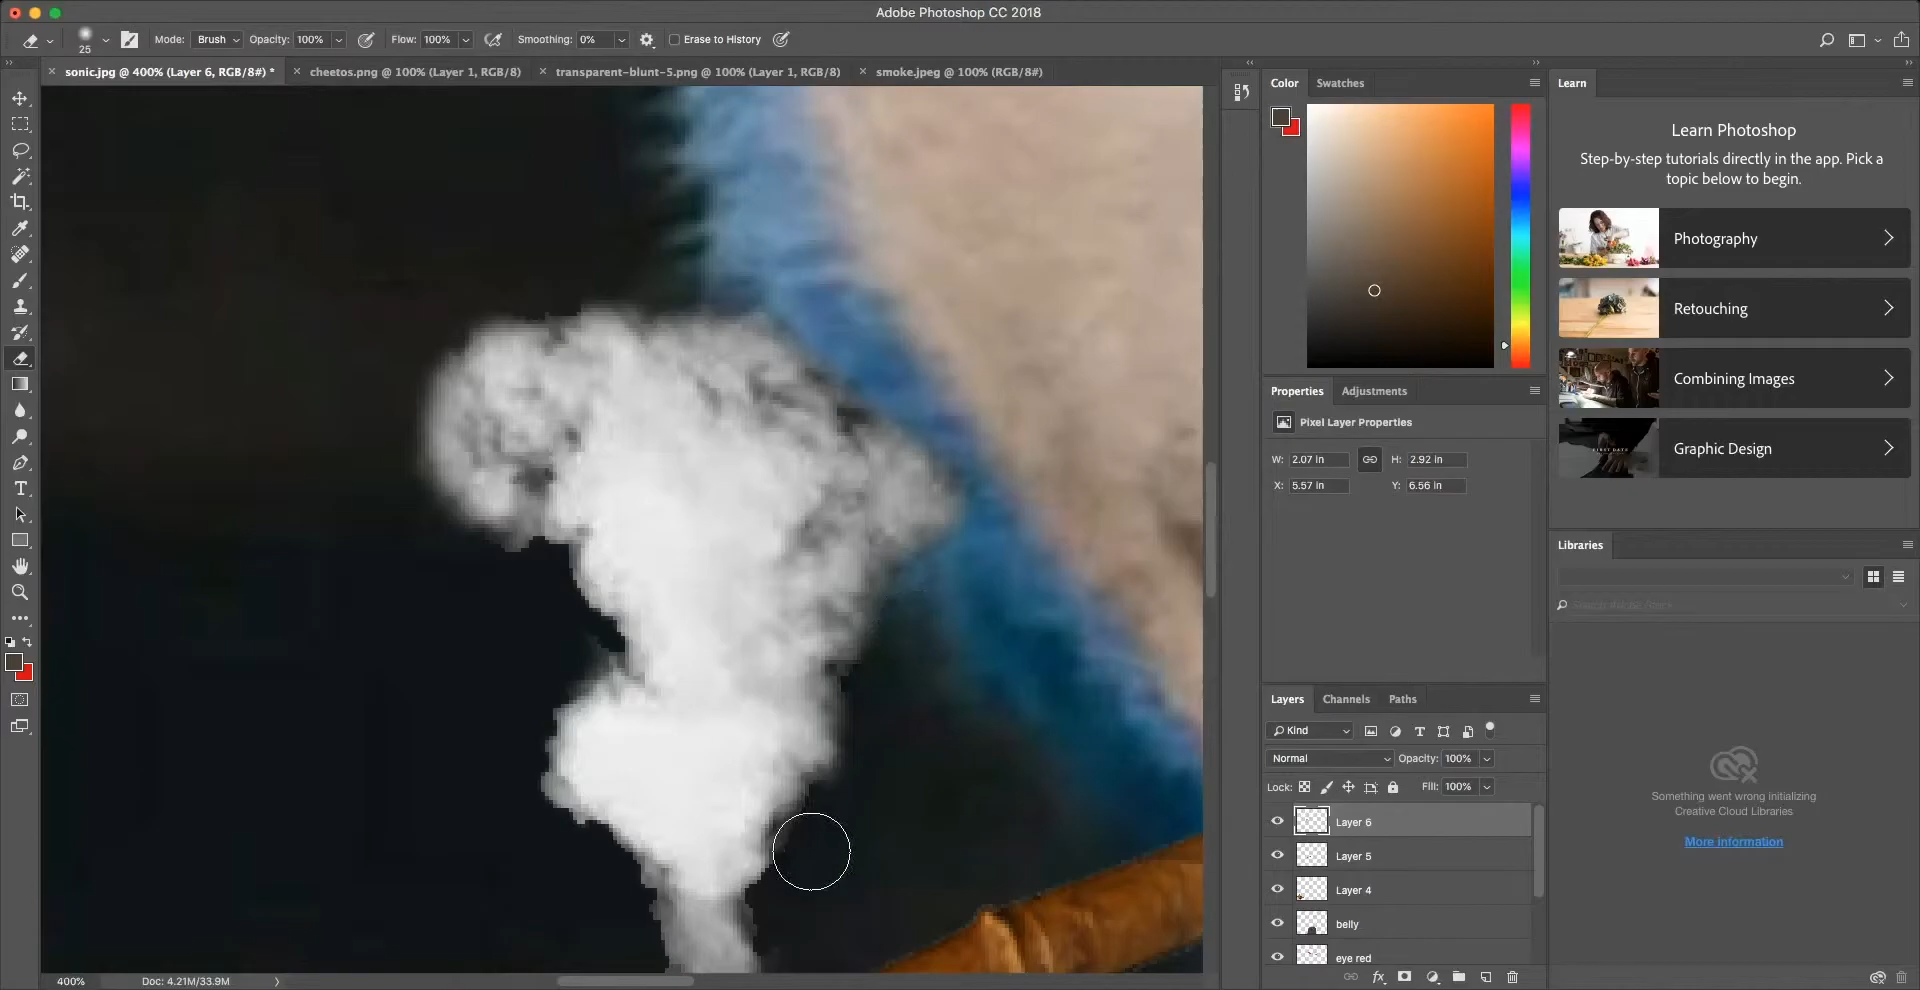 Adobe Photoshop CC 2018
25
Mode: Brush Opacity: 100% Flow: 100% Smoothing: 0% Erase to History
sonic.jpg @ 400% (Layer 6, RGB/8#) * cheetos.png @ 100% (Layer 1, RGB/8) transparent-blunt-5.png @ 100% (Layer 1, RGB/8) smoke.jpeg @ 100% (RGB/8#)
Color Swatches
Learn
Learn Photoshop
Step-by-step tutorials directly in the app. Pick a
topic below to begin.
Photography
Retouching
Combining Images
Graphic Design
Properties Adjustments
Pixel Layer Properties
W: 2.07 in H: 2.92 in
X: 5.57 in Y: 6.56 in
Libraries
Something went wrong initializing
Creative Cloud Libraries
More information
Layers Channels Paths
Kind
Normal Opacity: 100%
Lock: Fill: 100%
Layer 6
Layer 5
Layer 4
belly
eye red
fx
400% Doc: 4.21M/33.9M